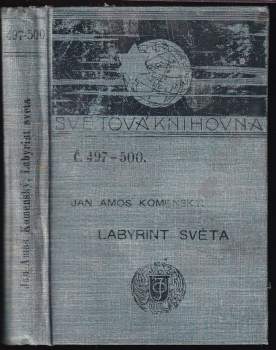 497-500
Jan Amos Komenský, Labyrint světa
SVĚTOVÁ KNIHOVNA
Č. 497-500.
JAN AMOS KOMENSKÝ:
LABYRINT SVĚTA